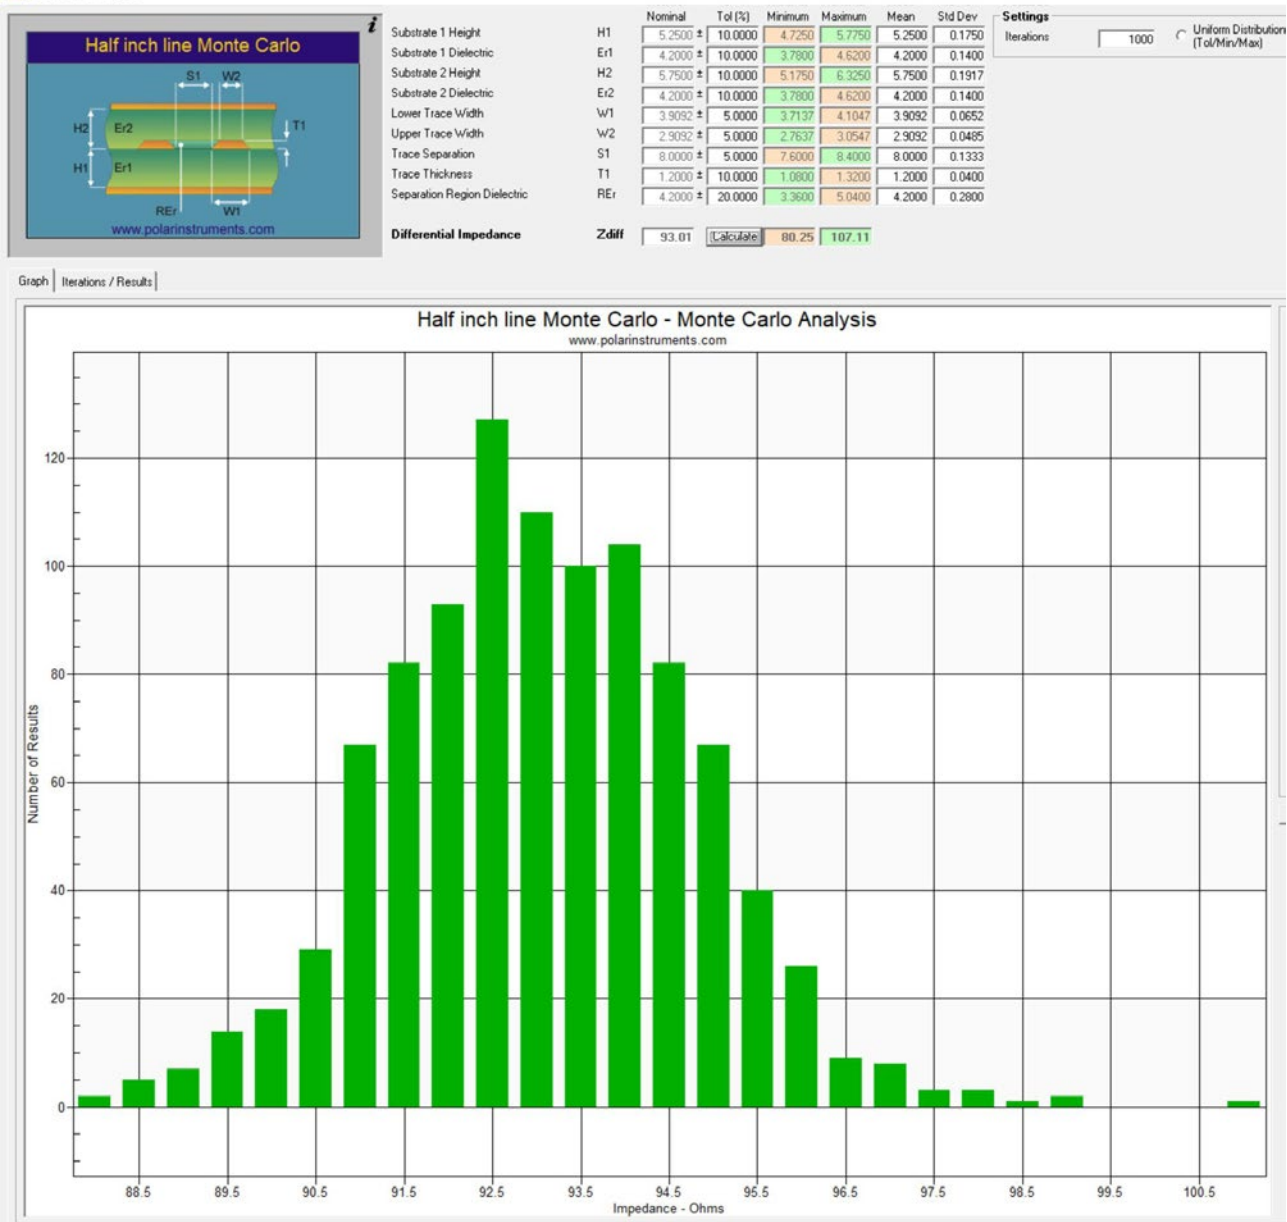 Half inch line Monte Carlo
i
S1 W2
T1
H2 Er2
H1 Er1
REr W1
www.polarinstruments.com
Nominal Tol (%) Minimum Maximum Mean Std Dev
Substrate 1 Height H1 5.2500 ± 10.0000 4.7250 5.7750 5.2500 0.1750
Substrate 1 Dielectric Er1 4.2000 ± 10.0000 3.7800 4.6200 4.2000 0.1400
Substrate 2 Height H2 5.7500 ± 10.0000 5.1750 6.3250 5.7500 0.1917
Substrate 2 Dielectric Er2 4.2000 ± 10.0000 3.7800 4.6200 4.2000 0.1400
Lower Trace Width W1 3.9092 ± 5.0000 3.7137 4.1047 3.9092 0.0652
Upper Trace Width W2 2.9092 ± 5.0000 2.7637 3.0547 2.9092 0.0485
Trace Separation S1 8.0000 ± 5.0000 7.6000 8.4000 8.0000 0.1333
Trace Thickness T1 1.2000 ± 10.0000 1.0800 1.3200 1.2000 0.0400
Separation Region Dielectric REr 4.2000 ± 20.0000 3.3600 5.0400 4.2000 0.2800
Differential Impedance Zdiff 93.01 Calculate 80.25 107.11
Settings
Iterations 1000
Uniform Distribution
(Tol/Min/Max)
Graph Iterations / Results
Half inch line Monte Carlo - Monte Carlo Analysis
www.polarinstruments.com
Number of Results
120
100
80
60
40
20
0
88.5 89.5 90.5 91.5 92.5 93.5 94.5 95.5 96.5 97.5 98.5 99.5 100.5
Impedance - Ohms